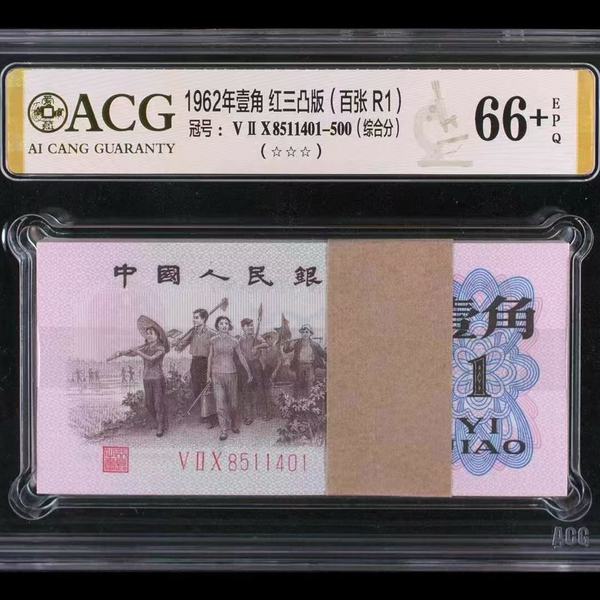 ACG
AI CANG GUARANTY
1962年壹角 红三凸版（百张 R1）
冠号：V Ⅱ X 8511401-500（综合分）
（☆☆☆）
66+
EPQ
中國人民銀
壹角
1
YI
JIAO
V Ⅱ X 8511401
ACG